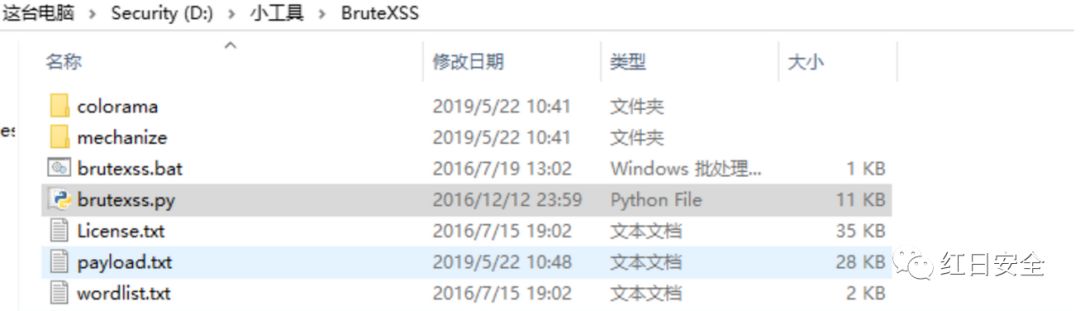 这台电脑 › Security (D:) › 小工具 › BruteXSS
名称 修改日期 类型 大小
colorama 2019/5/22 10:41 文件夹
es
mechanize 2019/5/22 10:41 文件夹
brutexss.bat 2016/7/19 13:02 Windows 批处理... 1 KB
brutexss.py 2016/12/12 23:59 Python File 11 KB
License.txt 2016/7/15 19:02 文本文档 35 KB
payload.txt 2019/5/22 10:48 文本文档 28 KB
红日安全
wordlist.txt 2016/7/15 19:02 文本文档 2 KB